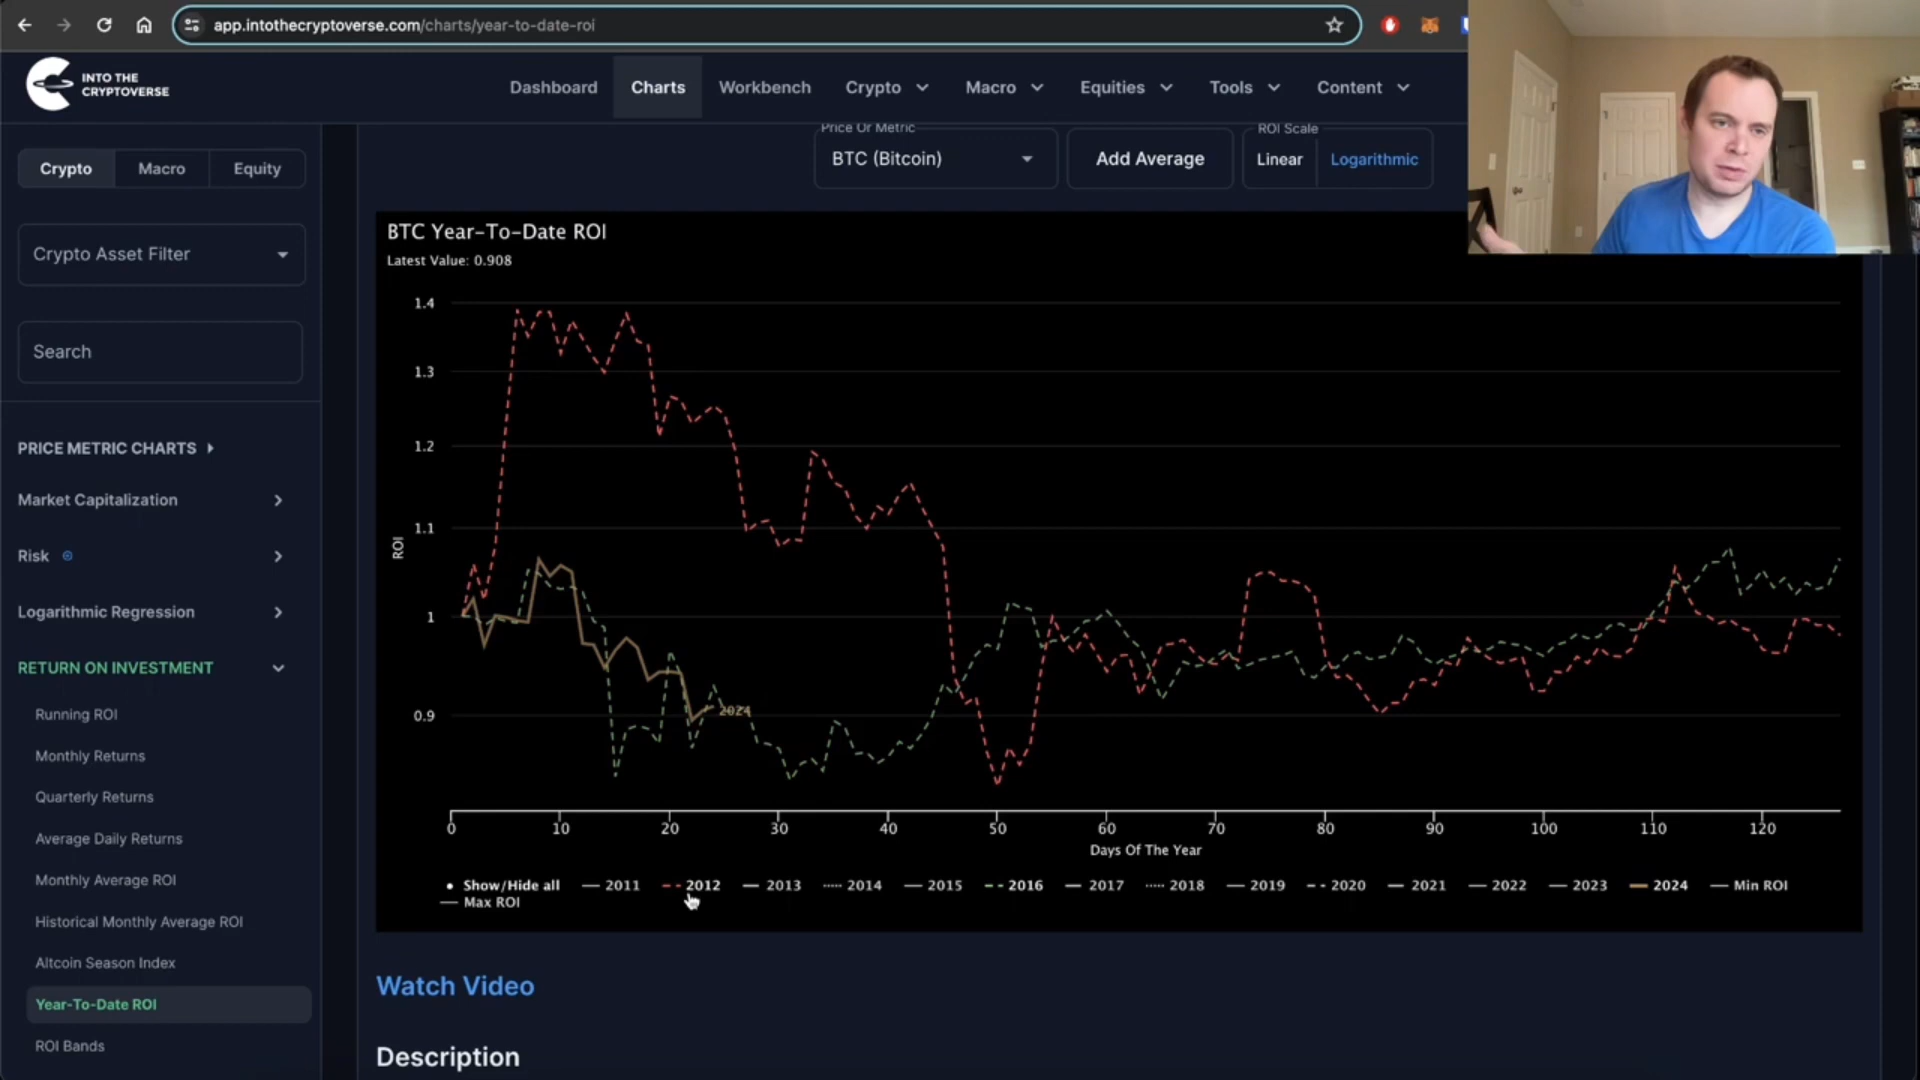 app.intothecryptoverse.com/charts/year-to-date-roi
INTO THE
CRYPTOVERSE
Dashboard
Charts
Workbench
Crypto
Macro
Equities
Tools
Content
Crypto
Macro
Equity
Price Or Metric
BTC (Bitcoin)
Add Average
ROI Scale
Linear
Logarithmic
Crypto Asset Filter
Search
PRICE METRIC CHARTS
Market Capitalization
Risk
Logarithmic Regression
RETURN ON INVESTMENT
Running ROI
Monthly Returns
Quarterly Returns
Average Daily Returns
Monthly Average ROI
Historical Monthly Average ROI
Altcoin Season Index
Year-To-Date ROI
ROI Bands
BTC Year-To-Date ROI
Latest Value: 0.908
1.4
1.3
1.2
1.1
1
0.9
ROI
2024
0 10 20 30 40 50 60 70 80 90 100 110 120
Days Of The Year
Show/Hide all 2011 2012 2013 2014 2015 2016 2017 2018 2019 2020 2021 2022 2023 2024 Min ROI
Max ROI
Watch Video
Description